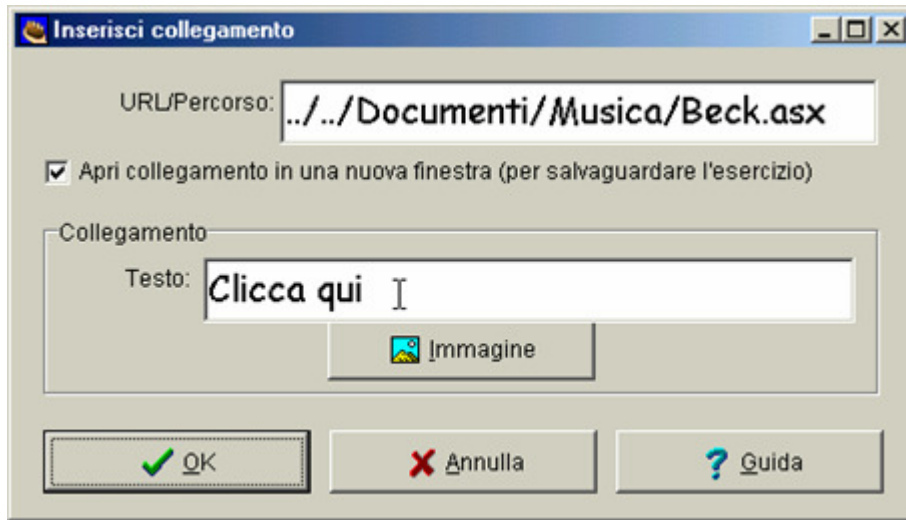 Inserisci collegamento
URL/Percorso: ../../Documenti/Musica/Beck.asx
Apri collegamento in una nuova finestra (per salvaguardare l'esercizio)
Collegamento
Testo: Clicca qui
Immagine
OK Annulla Guida